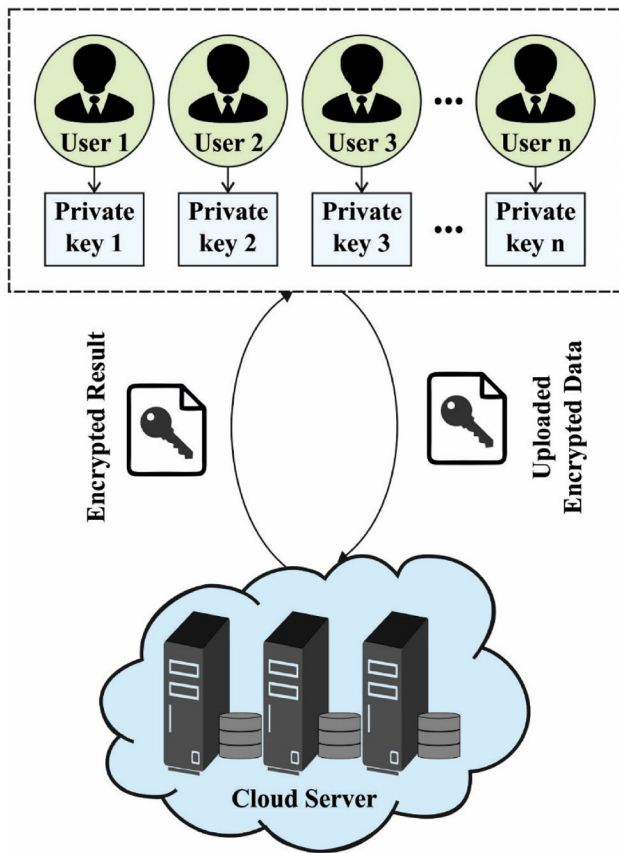 User 1
User 2
User 3
...
User n
Private
key 1
Private
key 2
Private
key 3
...
Private
key n
Encrypted Result
Uploaded
Encrypted Data
Cloud Server